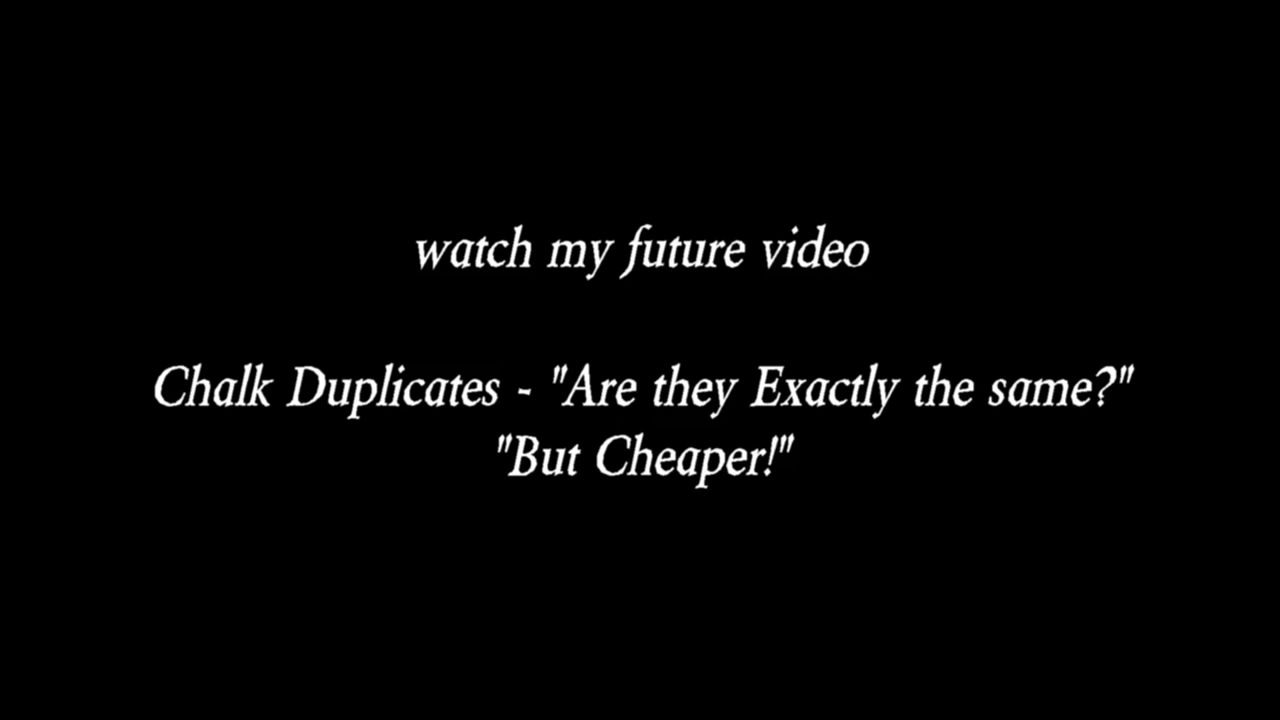 watch my future video
Chalk Duplicates - "Are they Exactly the same?"
"But Cheaper!"